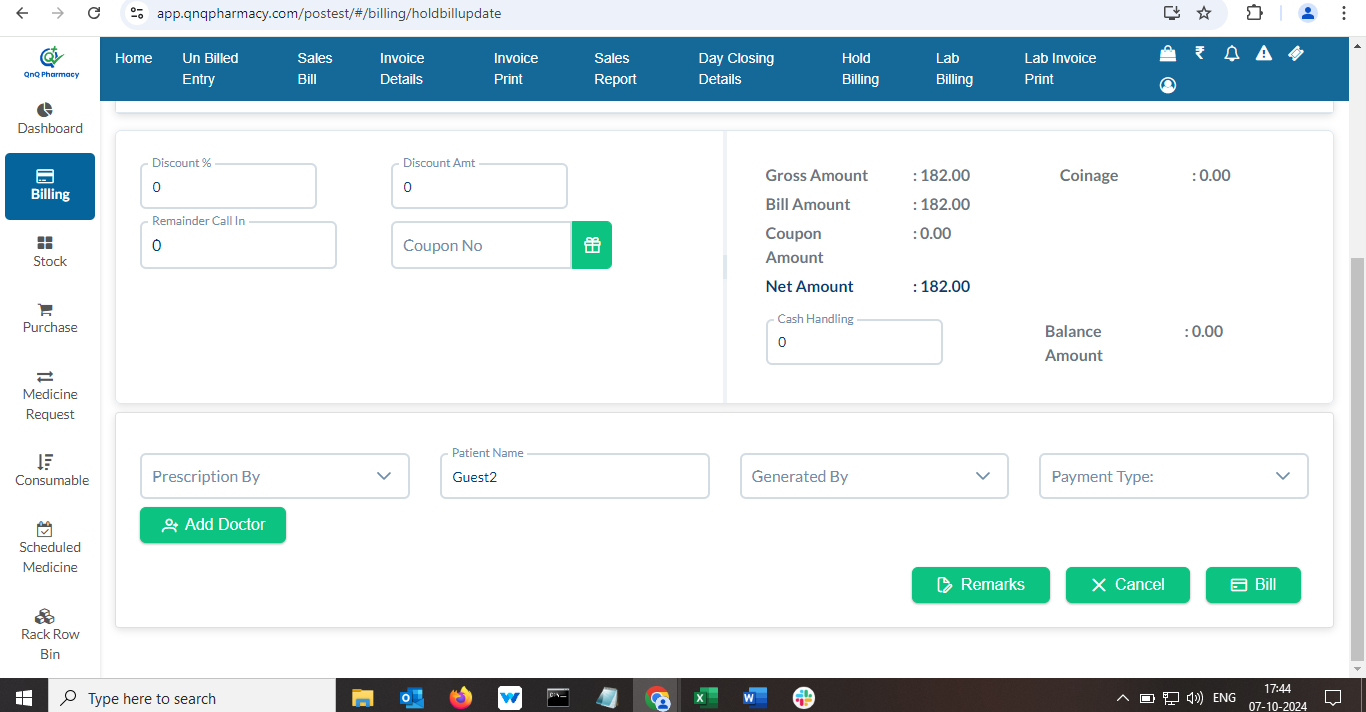 app.qnqpharmacy.com/postest/#/billing/holdbillupdate
QnQ Pharmacy
Home
Un Billed
Entry
Sales
Bill
Invoice
Details
Invoice
Print
Sales
Report
Day Closing
Details
Hold
Billing
Lab
Billing
Lab Invoice
Print
Dashboard
Billing
Stock
Purchase
Medicine
Request
Consumable
Scheduled
Medicine
Rack Row
Bin
Discount %
0
Discount Amt
0
Remainder Call In
0
Coupon No
Gross Amount : 182.00
Coinage : 0.00
Bill Amount : 182.00
Coupon
Amount : 0.00
Net Amount : 182.00
Cash Handling
0
Balance
Amount : 0.00
Prescription By
Patient Name
Guest2
Generated By
Payment Type:
Add Doctor
Remarks
Cancel
Bill
Type here to search
ENG
17:44
07-10-2024